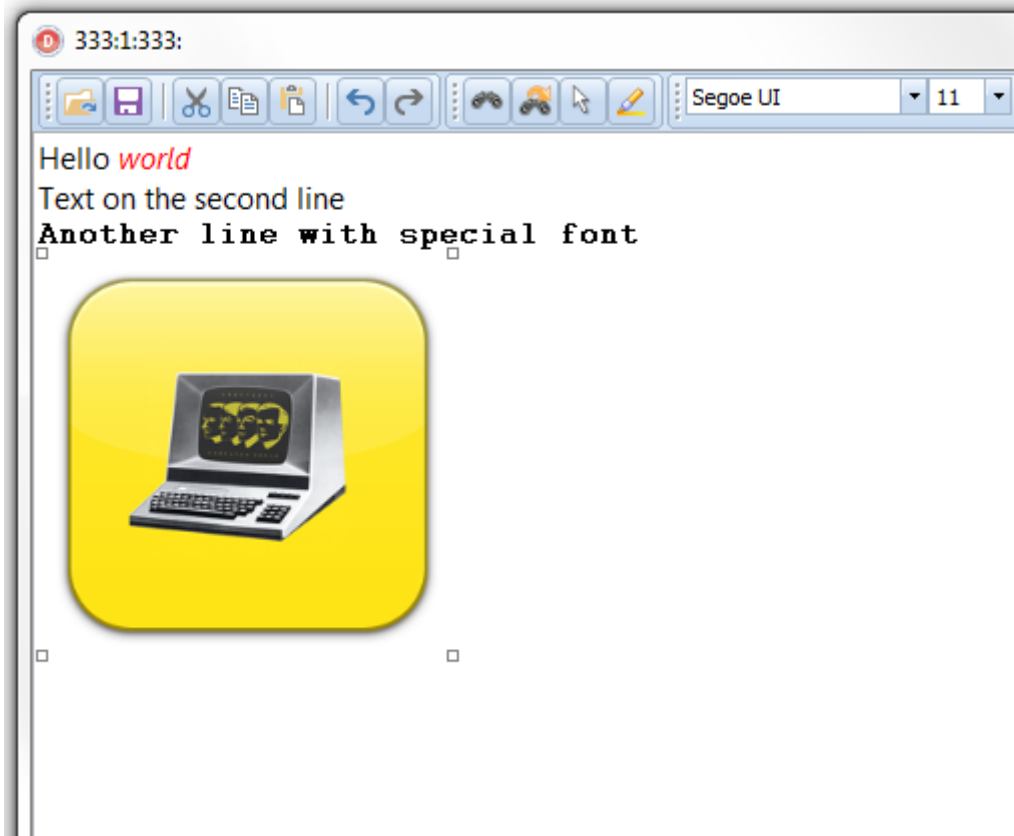 333:1:333:
Segoe UI 11
Hello world
Text on the second line
Another line with special font